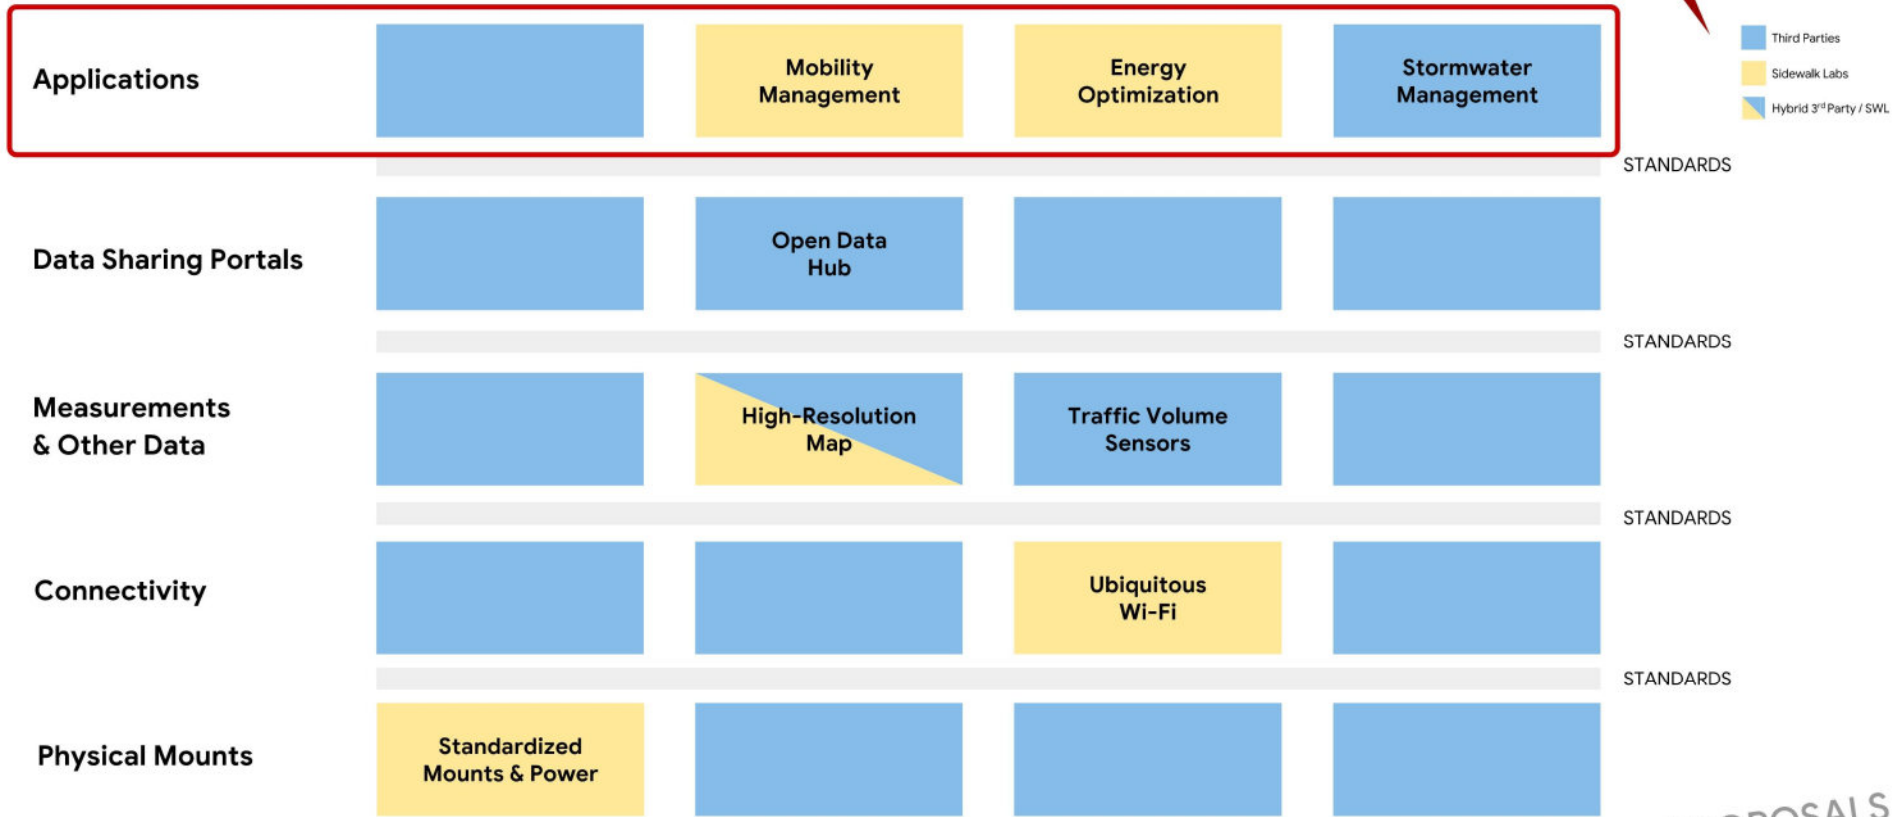 Applications
Mobility
Management
Energy
Optimization
Stormwater
Management
Third Parties
Sidewalk Labs
Hybrid 3rd Party / SWL
STANDARDS
Data Sharing Portals
Open Data
Hub
STANDARDS
Measurements
& Other Data
High-Resolution
Map
Traffic Volume
Sensors
STANDARDS
Connectivity
Ubiquitous
Wi-Fi
STANDARDS
Physical Mounts
Standardized
Mounts & Power